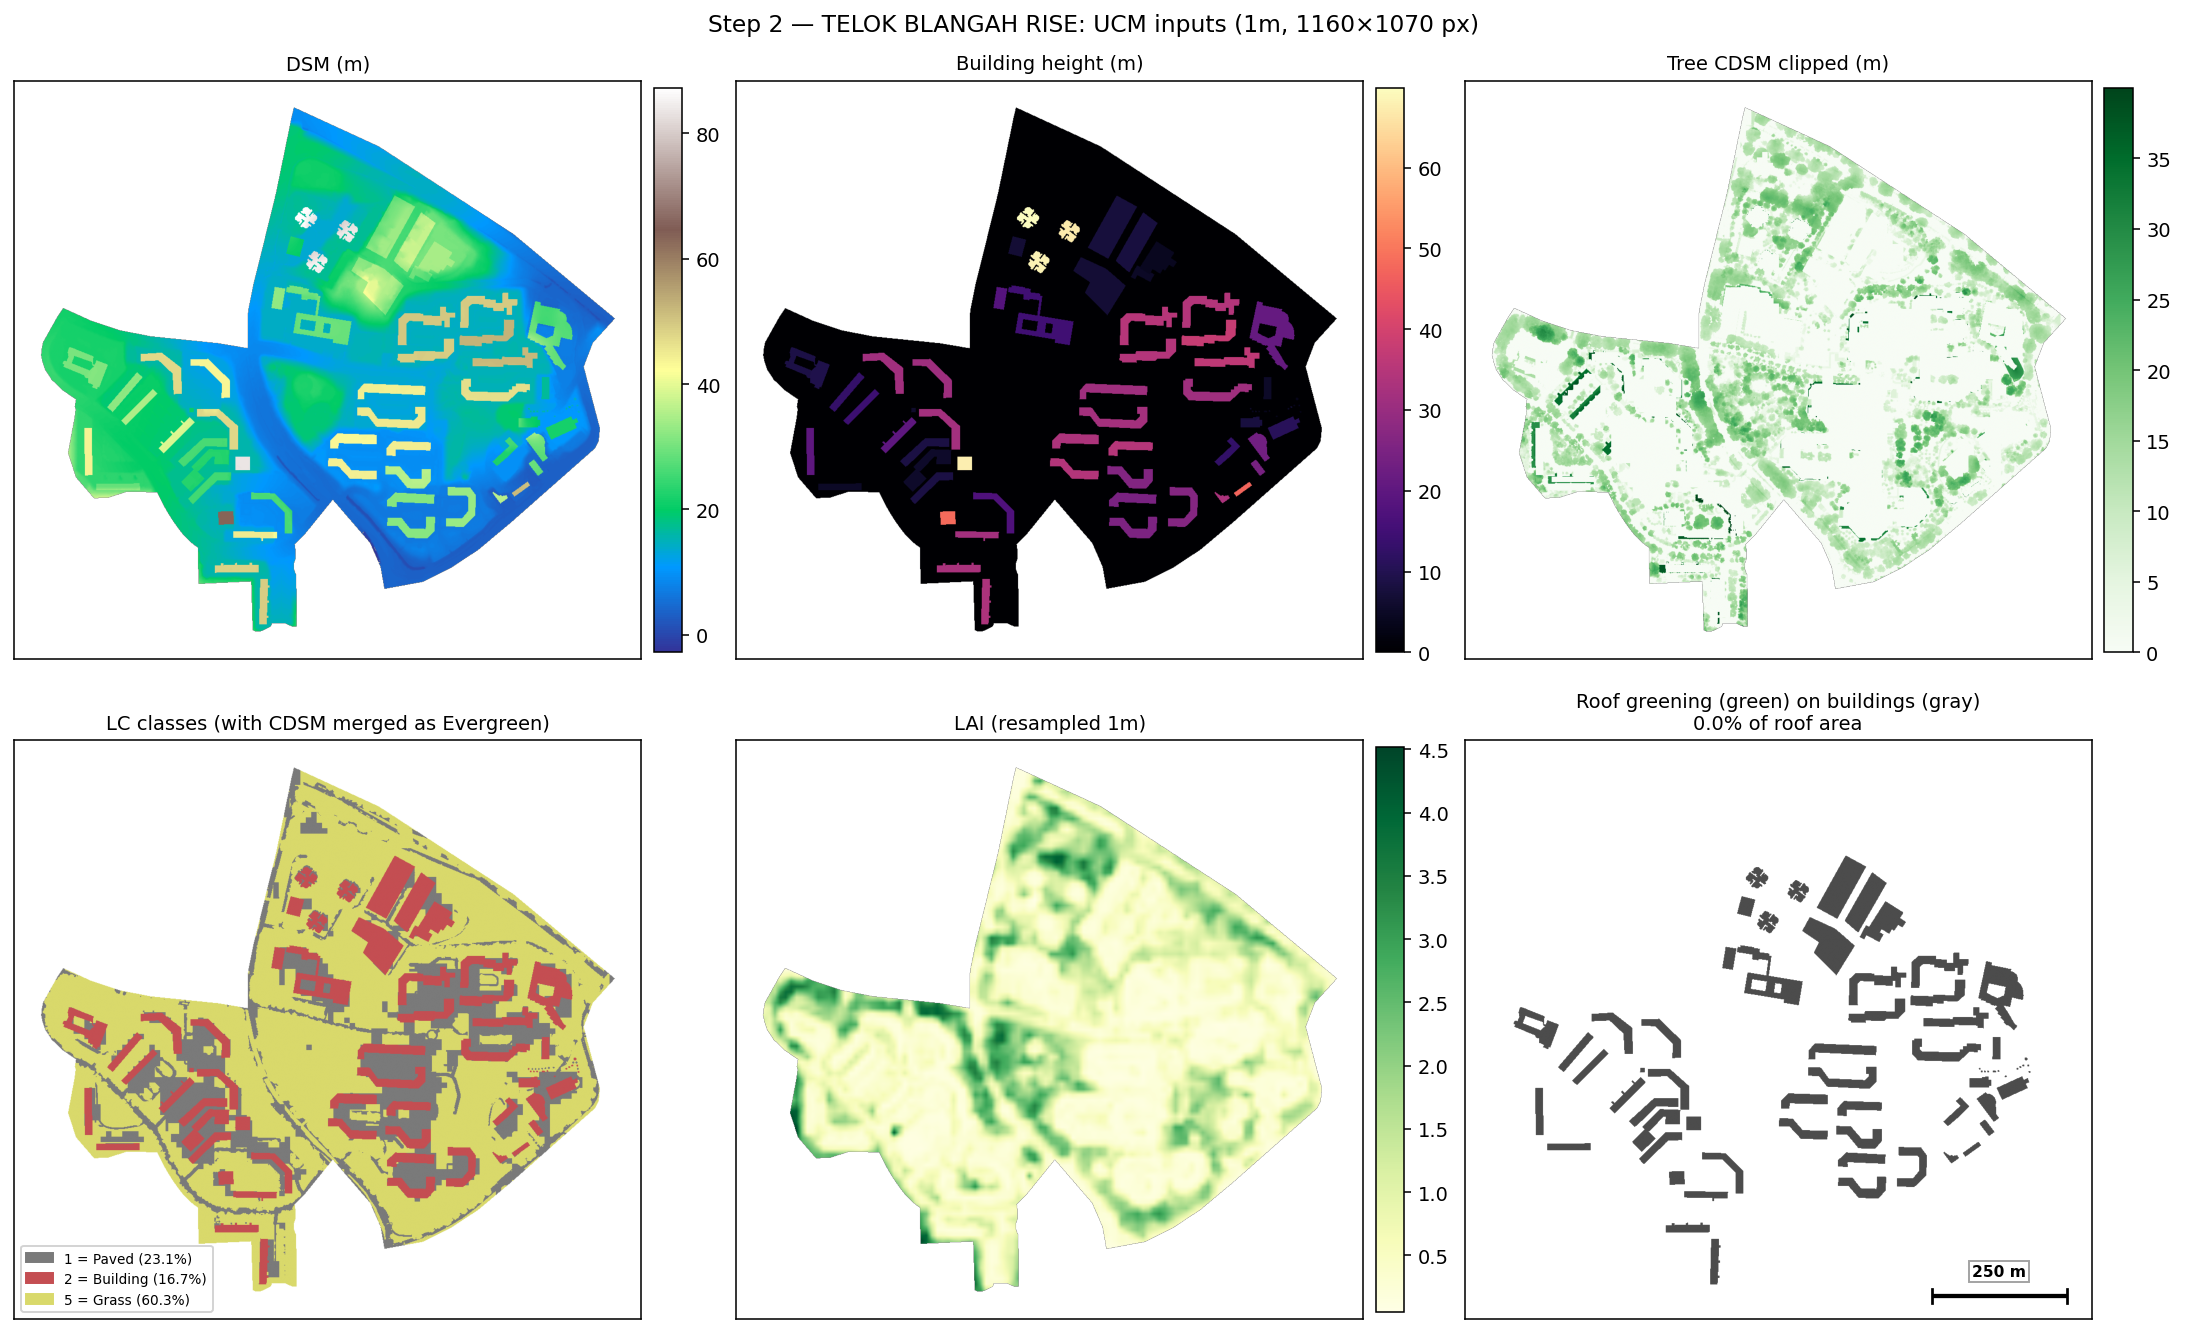 Step 2 — TELOK BLANGAH RISE: UCM inputs (1m, 1160×1070 px)
DSM (m)
80
60
40
20
0
Building height (m)
60
50
40
30
20
10
0
Tree CDSM clipped (m)
35
30
25
20
15
10
5
0
LC classes (with CDSM merged as Evergreen)
1 = Paved (23.1%)
2 = Building (16.7%)
5 = Grass (60.3%)
LAI (resampled 1m)
4.5
4.0
3.5
3.0
2.5
2.0
1.5
1.0
0.5
Roof greening (green) on buildings (gray)
0.0% of roof area
250 m